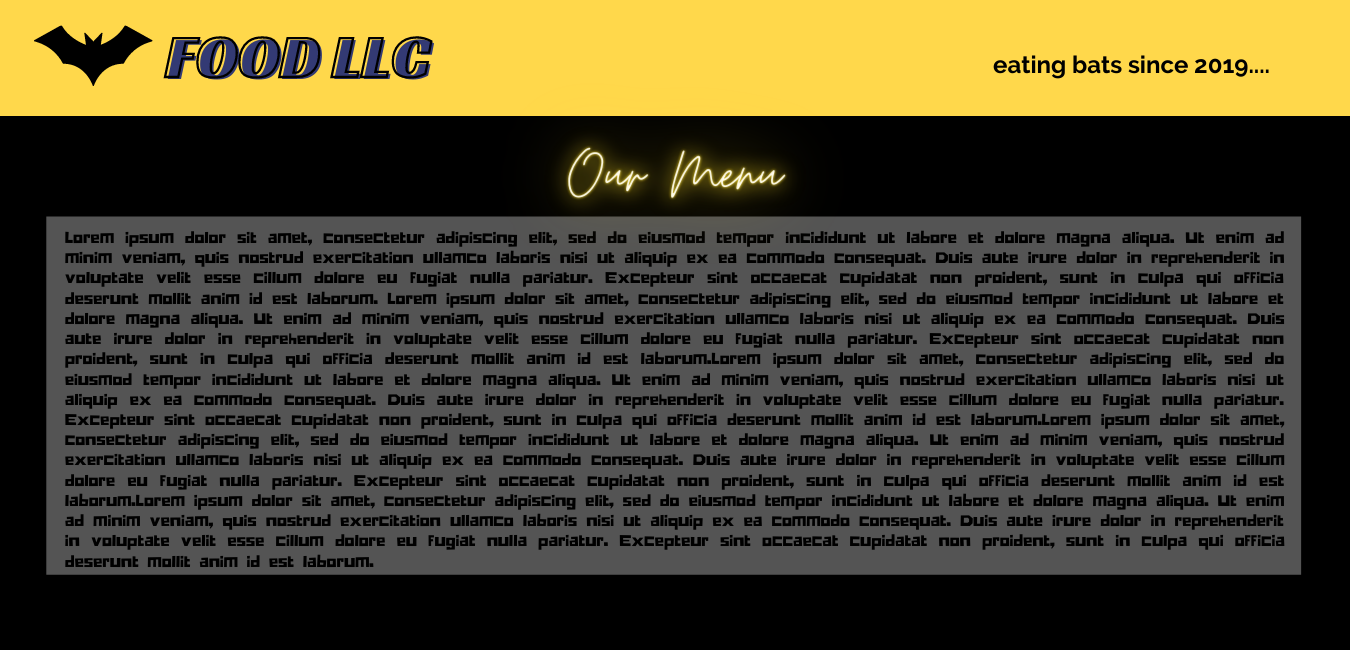 FOOD LLC
eating bats since 2019....
Our Menu
Lorem ipsum dolor sit amet, consectetur adipiscing elit, sed do eiusmod tempor incididunt ut labore et dolore magna aliqua. Ut enim ad
minim veniam, quis nostrud exercitation ullamco laboris nisi ut aliquip ex ea commodo consequat. Duis aute irure dolor in reprehenderit in
voluptate velit esse cillum dolore eu fugiat nulla pariatur. Excepteur sint occaecat cupidatat non proident, sunt in culpa qui officia
deserunt mollit anim id est laborum. Lorem ipsum dolor sit amet, consectetur adipiscing elit, sed do eiusmod tempor incididunt ut labore et
dolore magna aliqua. Ut enim ad minim veniam, quis nostrud exercitation ullamco laboris nisi ut aliquip ex ea commodo consequat. Duis
aute irure dolor in reprehenderit in voluptate velit esse cillum dolore eu fugiat nulla pariatur. Excepteur sint occaecat cupidatat non
proident, sunt in culpa qui officia deserunt mollit anim id est laborum.Lorem ipsum dolor sit amet, consectetur adipiscing elit, sed do
eiusmod tempor incididunt ut labore et dolore magna aliqua. Ut enim ad minim veniam, quis nostrud exercitation ullamco laboris nisi ut
aliquip ex ea commodo consequat. Duis aute irure dolor in reprehenderit in voluptate velit esse cillum dolore eu fugiat nulla pariatur.
Excepteur sint occaecat cupidatat non proident, sunt in culpa qui officia deserunt mollit anim id est laborum.Lorem ipsum dolor sit amet,
consectetur adipiscing elit, sed do eiusmod tempor incididunt ut labore et dolore magna aliqua. Ut enim ad minim veniam, quis nostrud
exercitation ullamco laboris nisi ut aliquip ex ea commodo consequat. Duis aute irure dolor in reprehenderit in voluptate velit esse cillum
dolore eu fugiat nulla pariatur. Excepteur sint occaecat cupidatat non proident, sunt in culpa qui officia deserunt mollit anim id est
laborum.Lorem ipsum dolor sit amet, consectetur adipiscing elit, sed do eiusmod tempor incididunt ut labore et dolore magna aliqua. Ut enim
ad minim veniam, quis nostrud exercitation ullamco laboris nisi ut aliquip ex ea commodo consequat. Duis aute irure dolor in reprehenderit
in voluptate velit esse cillum dolore eu fugiat nulla pariatur. Excepteur sint occaecat cupidatat non proident, sunt in culpa qui officia
deserunt mollit anim id est laborum.